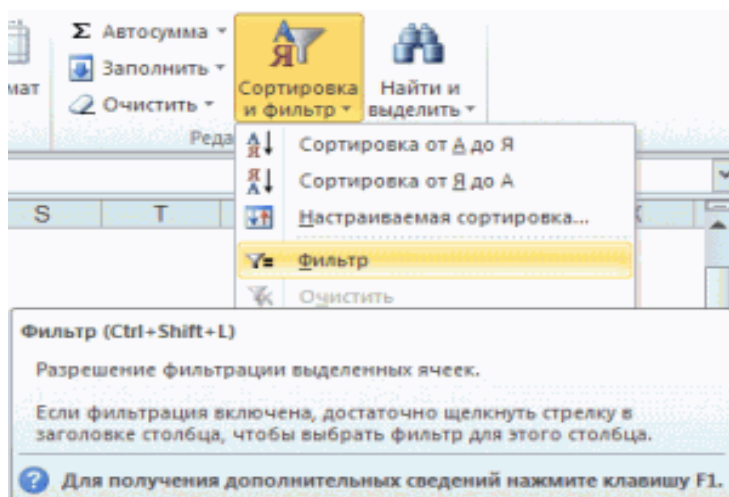 Σ Автосумма
Заполнить
Очистить
мат
Сортировка и фильтр
Найти и выделить
Реда
Сортировка от А до Я
Сортировка от Я до А
Настраиваемая сортировка...
S T
Фильтр
Очистить
Фильтр (Ctrl+Shift+L)
Разрешение фильтрации выделенных ячеек.
Если фильтрация включена, достаточно щелкнуть стрелку в
заголовке столбца, чтобы выбрать фильтр для этого столбца.
Для получения дополнительных сведений нажмите клавишу F1.